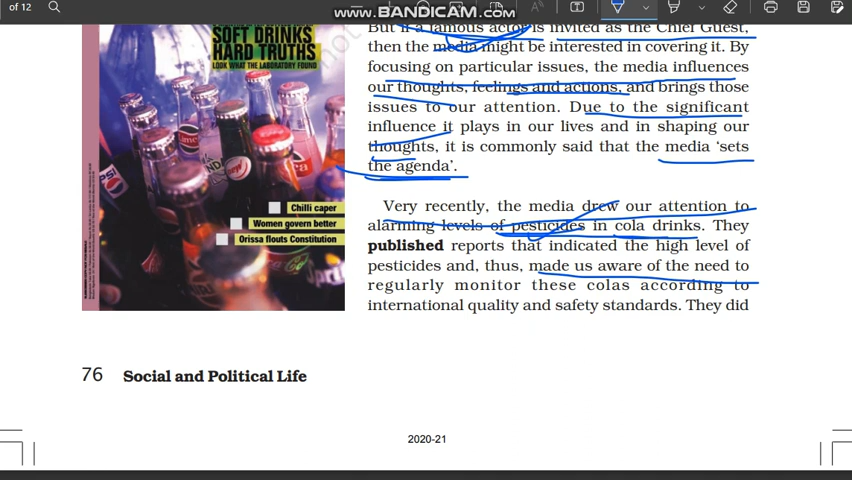 of 12
WWW.BANDICAM.COM
SOFT DRINKS
HARD TRUTHS
LOOK WHAT THE LABORATORY FOUND
Chilli caper
Women govern better
Orissa flouts Constitution
But if a famous actor is invited as the Chief Guest,
then the media might be interested in covering it. By
focusing on particular issues, the media influences
our thoughts, feelings and actions, and brings those
issues to our attention. Due to the significant
influence it plays in our lives and in shaping our
thoughts, it is commonly said that the media ‘sets
the agenda’.
Very recently, the media drew our attention to
alarming levels of pesticides in cola drinks. They
published reports that indicated the high level of
pesticides and, thus, made us aware of the need to
regularly monitor these colas according to
international quality and safety standards. They did
76 Social and Political Life
2020-21